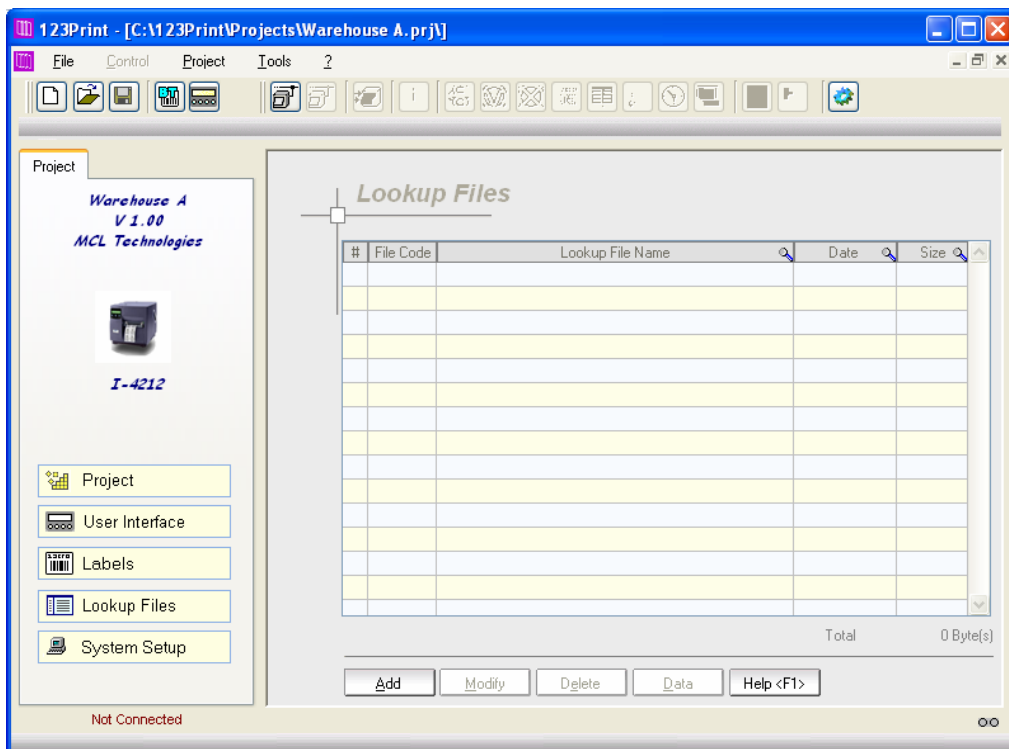 123Print - [C:\123Print\Projects\Warehouse A.prj\]
File Control Project Tools ?
Project
Warehouse A
V 1.00
MCL Technologies
I-4212
Project
User Interface
Labels
Lookup Files
System Setup
Not Connected
Lookup Files
# File Code Lookup File Name Date Size
Total 0 Byte(s)
Add Modify Delete Data Help <F1>